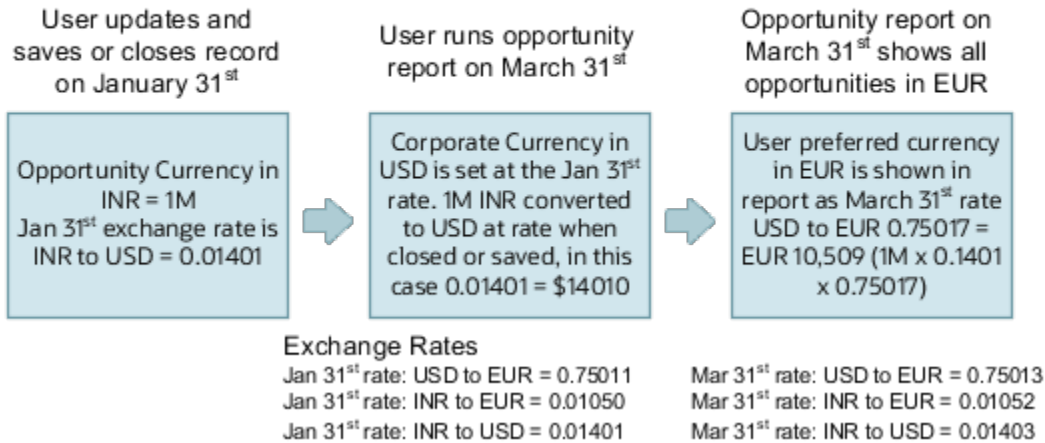 User updates and
saves or closes record
on January 31st
User runs opportunity
report on March 31st
Opportunity report on
March 31st shows all
opportunities in EUR
Opportunity Currency in
INR = 1M
Jan 31st exchange rate is
INR to USD = 0.01401
Corporate Currency in
USD is set at the Jan 31st
rate. 1M INR converted
to USD at rate when
closed or saved, in this
case 0.01401 = $14010
User preferred currency
in EUR is shown in
report as March 31st rate
USD to EUR 0.75017 =
EUR 10,509 (1M x 0.1401
x 0.75017)
Exchange Rates
Jan 31st rate: USD to EUR = 0.75011
Jan 31st rate: INR to EUR = 0.01050
Jan 31st rate: INR to USD = 0.01401
Mar 31st rate: USD to EUR = 0.75013
Mar 31st rate: INR to EUR = 0.01052
Mar 31st rate: INR to USD = 0.01403